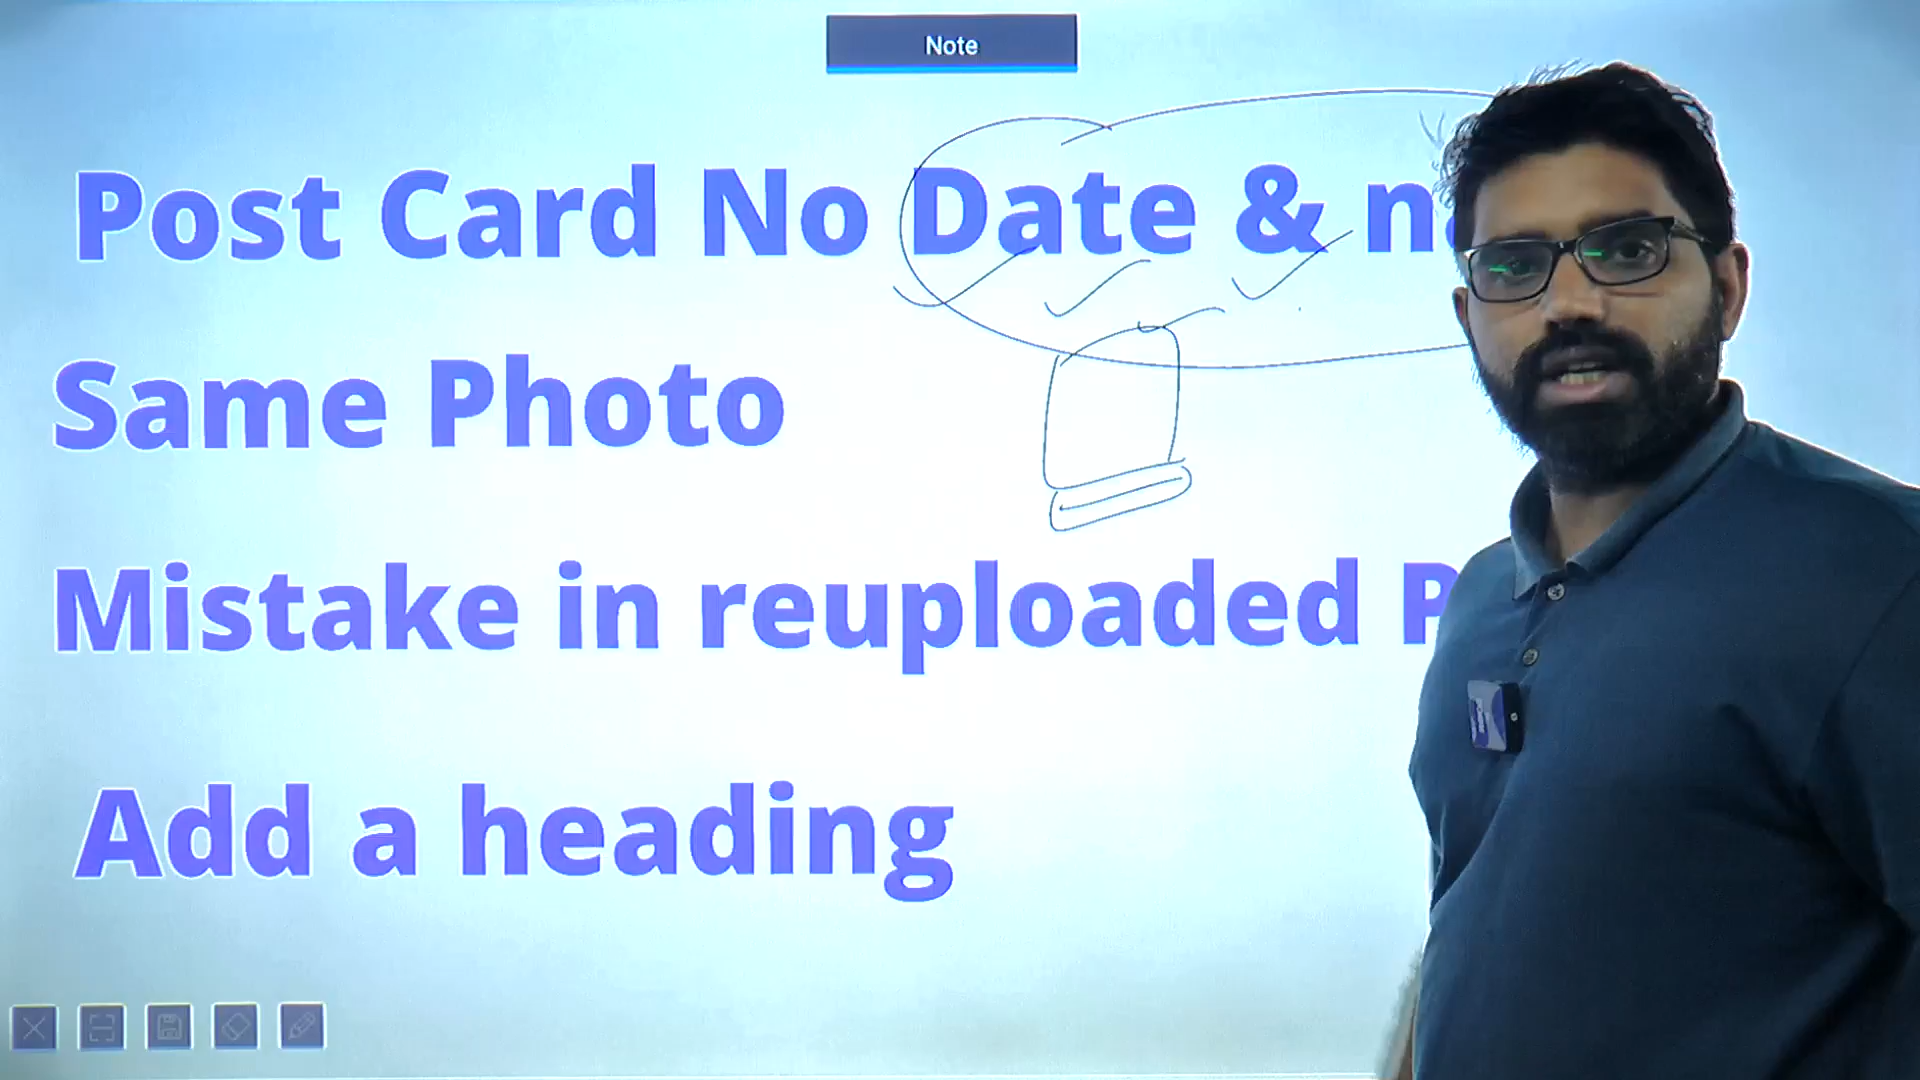 Note
Post Card No Date &
Same Photo
Mistake in reuploaded
Add a heading